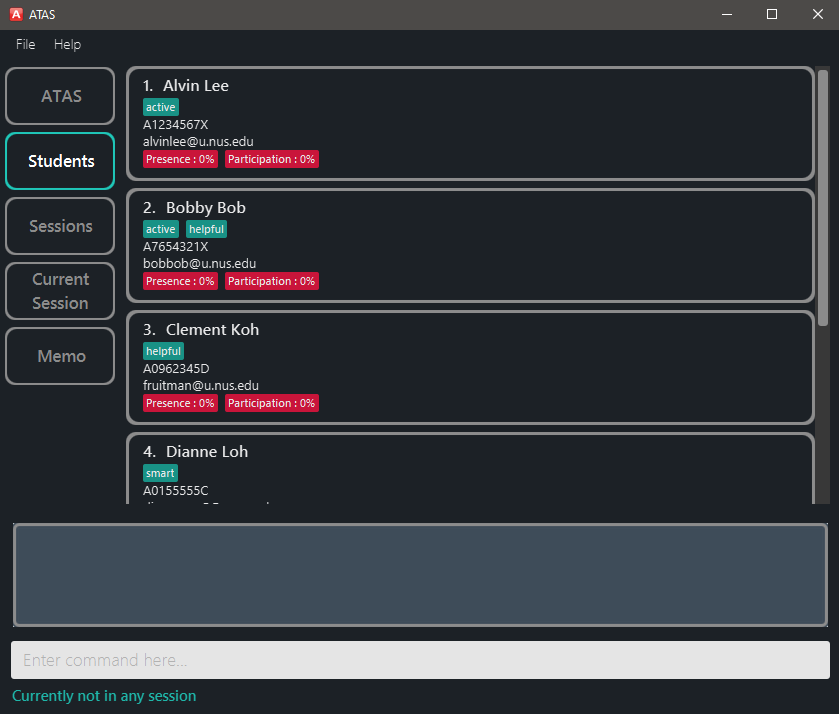 ATAS
File Help
ATAS
Students
Sessions
Current
Session
Memo
1. Alvin Lee
active
A1234567X
alvinlee@u.nus.edu
Presence : 0% Participation : 0%
2. Bobby Bob
active helpful
A7654321X
bobbob@u.nus.edu
Presence : 0% Participation : 0%
3. Clement Koh
helpful
A0962345D
fruitman@u.nus.edu
Presence : 0% Participation : 0%
4. Dianne Loh
smart
A0155555C
Enter command here...
Currently not in any session